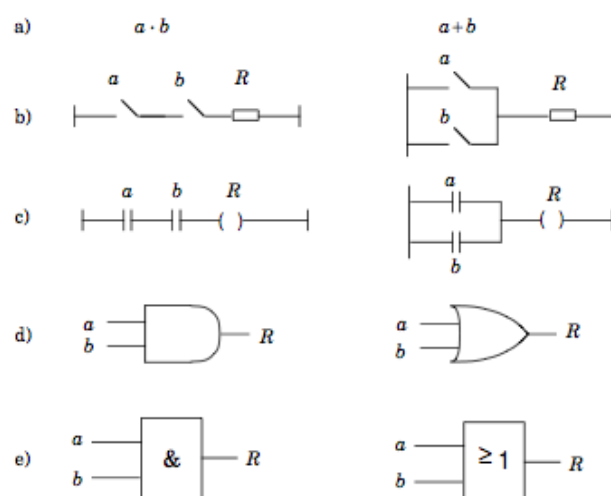 a) a · b a + b
a
a b R R
b) b
a b R a R
c) ( ) ( )
b
a a
d) R R
b b
a a
e) & R ≥ 1 R
b b